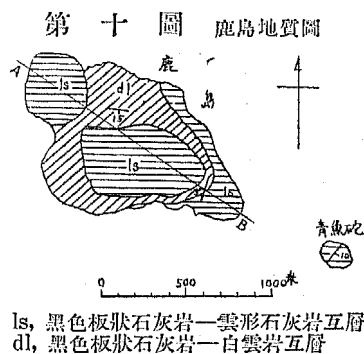 第十圖 鹿島地質圖
A
ls
dl
鹿
島
15
ls
ls
B
青魚砣
10
0 500 1000米
ls, 黑色板狀石灰岩—雲形石灰岩互層
dl, 黑色板狀石灰岩—白雲岩互層